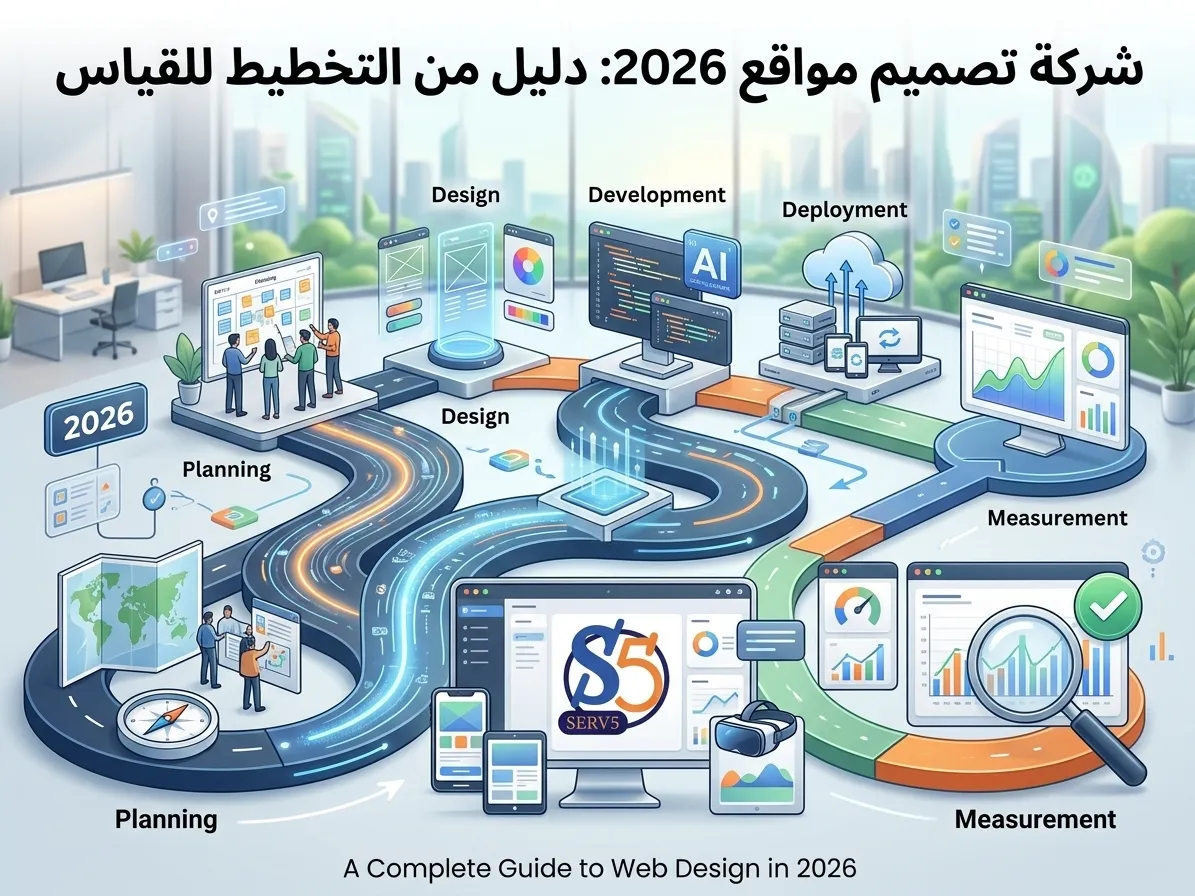 شركة تصميم مواقع 2026: دليل من التخطيط للقياس
Design
Development
Deployment
AI
2026
Design
Planning
Measurement
S5
SERV5
Planning
Measurement
A Complete Guide to Web Design in 2026